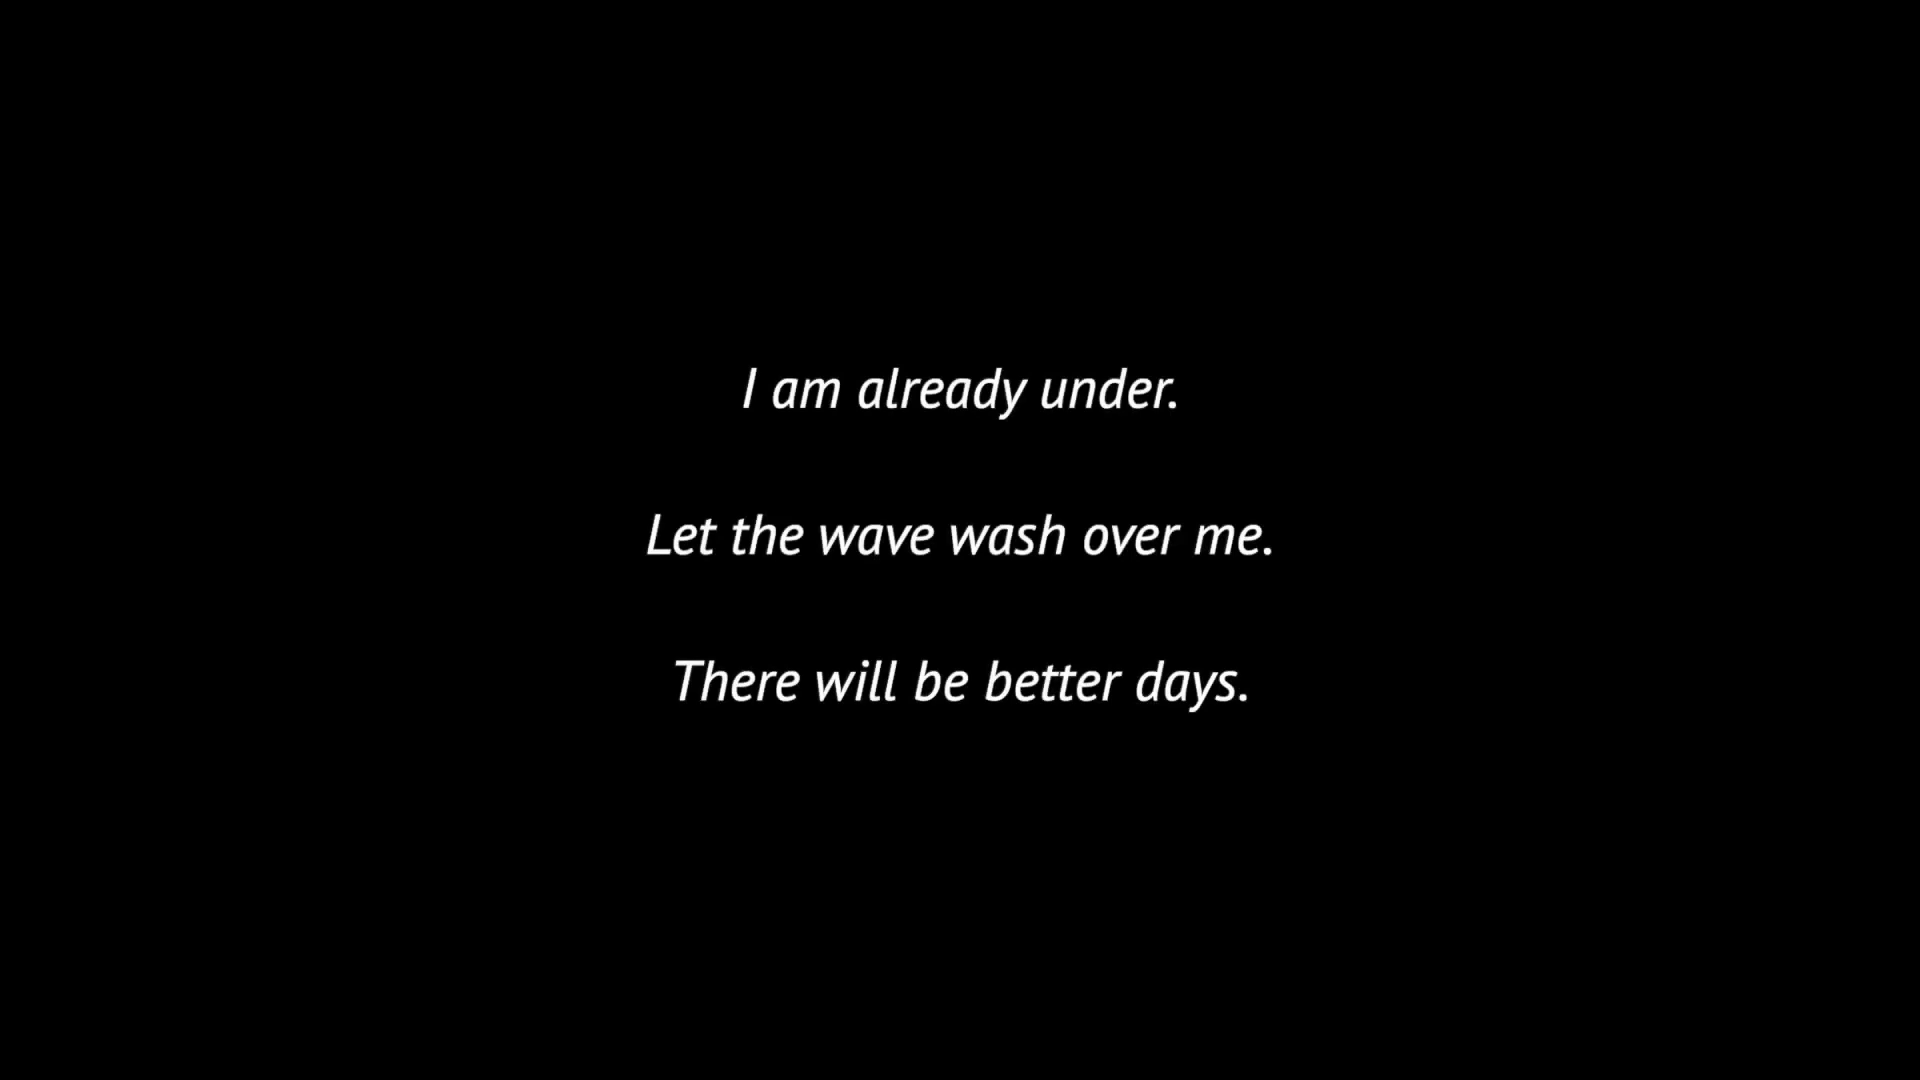 I am already under.
Let the wave wash over me.
There will be better days.